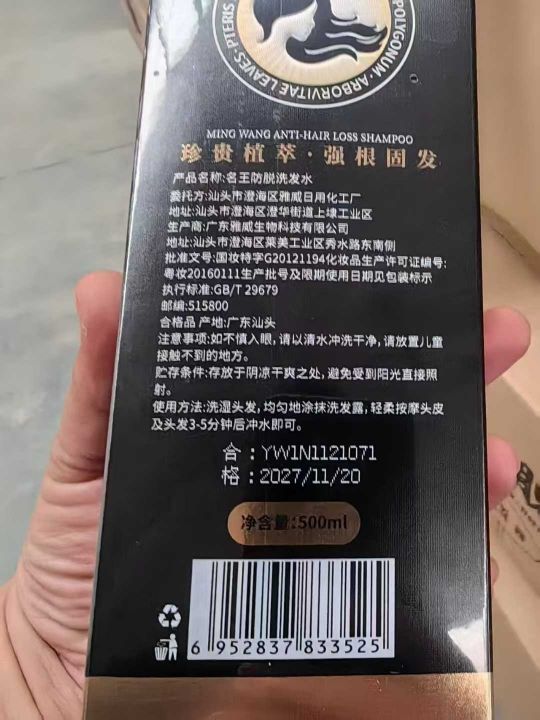 POLYGONUM · ARBORVITAE LEAVES · PTERIS
MING WANG ANTI-HAIR LOSS SHAMPOO
珍贵植萃·强根固发
产品名称:名王防脱洗发水
委托方:汕头市澄海区雅威日用化工厂
地址:汕头市澄海区澄华街道上埭工业区
生产商:广东雅威生物科技有限公司
地址:汕头市澄海区莱美工业区秀水路东南侧
批准文号:国妆特字G20121194化妆品生产许可证编号:
粤妆20160111生产批号及限期使用日期见包装标示
执行标准:GB/T 29679
邮编:515800
合格品 产地:广东汕头
注意事项:如不慎入眼,请以清水冲洗干净,请放置儿童
接触不到的地方。
贮存条件:存放于阴凉干爽之处,避免受到阳光直接照
射。
使用方法:洗湿头发,均匀地涂抹洗发露,轻柔按摩头皮
及头发3-5分钟后冲水即可。
合:YW1N1121071
格:2027/11/20
净含量:500ml
6 952837 833525